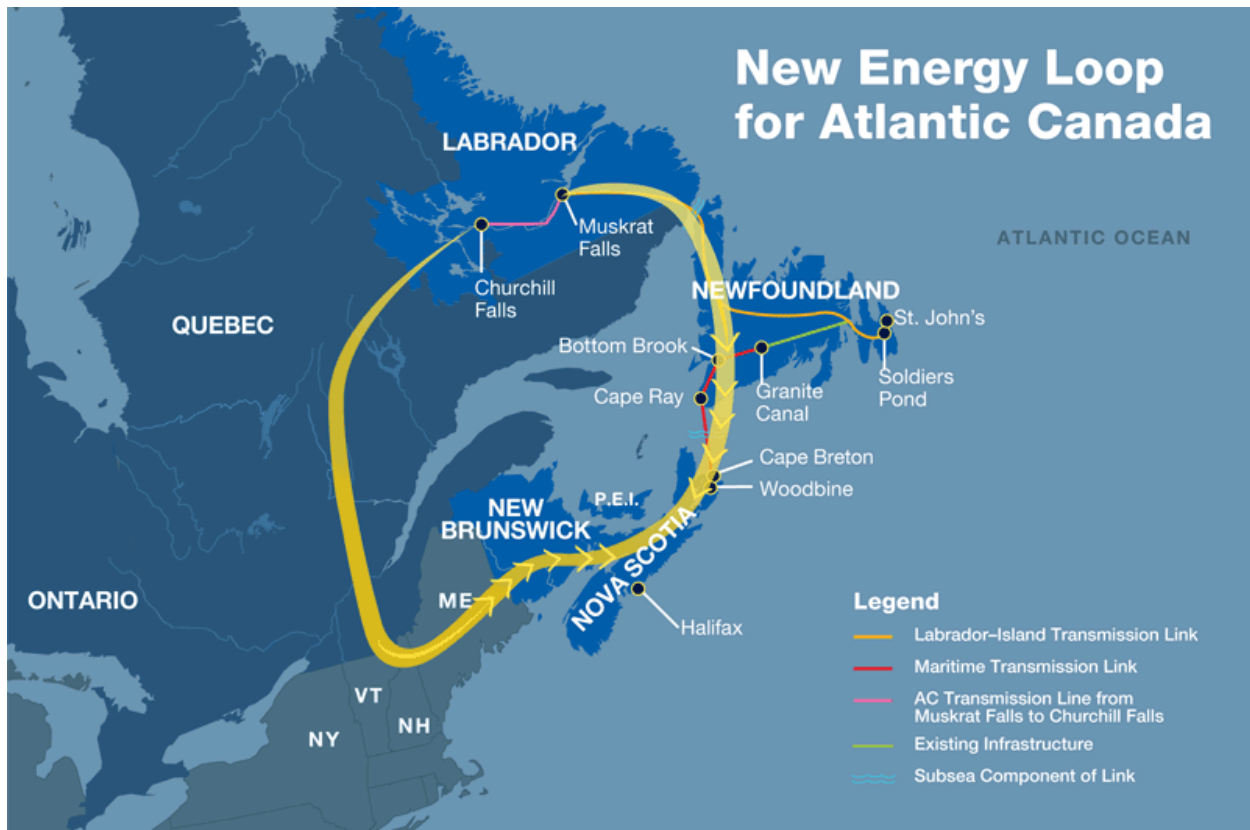 New Energy Loop
for Atlantic Canada
LABRADOR
Muskrat
Falls
ATLANTIC OCEAN
Churchill
Falls
NEWFOUNDLAND
QUEBEC
St. John's
Bottom Brook
Soldiers
Pond
Granite
Canal
Cape Ray
Cape Breton
Woodbine
P.E.I.
NEW
BRUNSWICK
NOVA SCOTIA
ONTARIO
ME
Halifax
VT
NH
NY
Legend
Labrador–Island Transmission Link
Maritime Transmission Link
AC Transmission Line from
Muskrat Falls to Churchill Falls
Existing Infrastructure
Subsea Component of Link